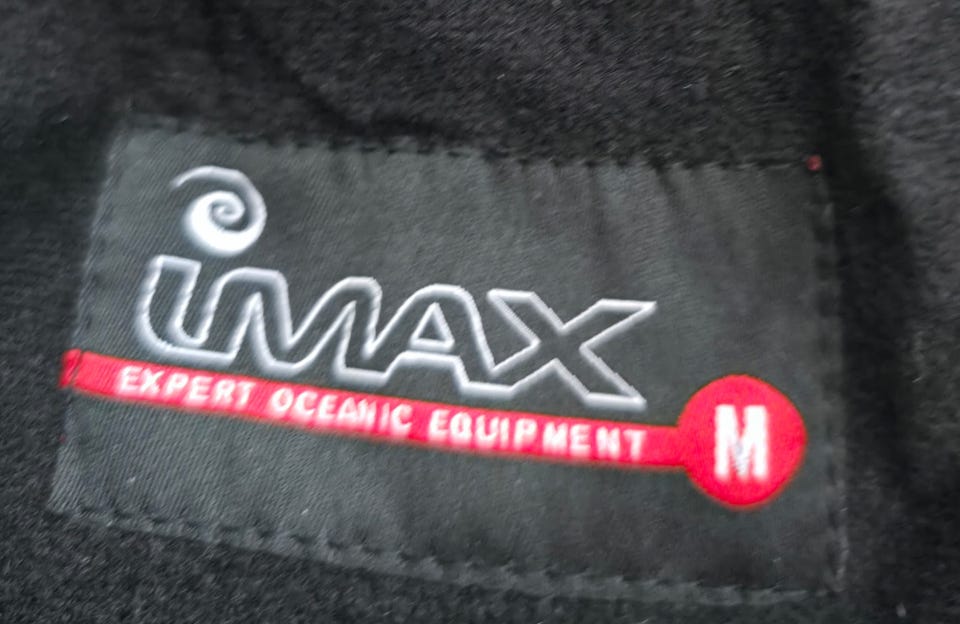 iMAX
EXPERT OCEANIC EQUIPMENT
M